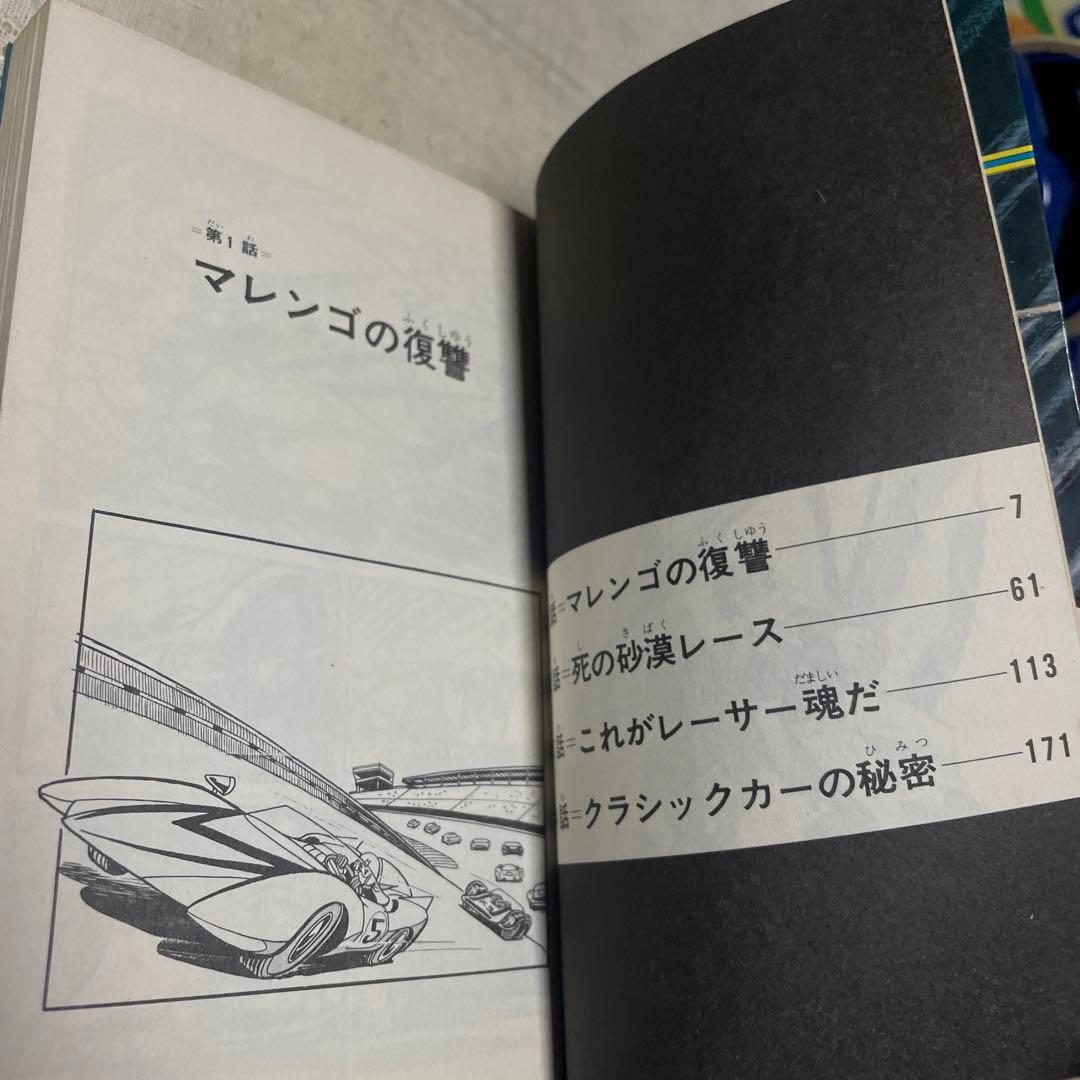 =第1話=
マレンゴの復讐
マレンゴの復讐 7
死の砂漠レース 61
これがレーサー魂だ 113
クラシックカーの秘密 171
5